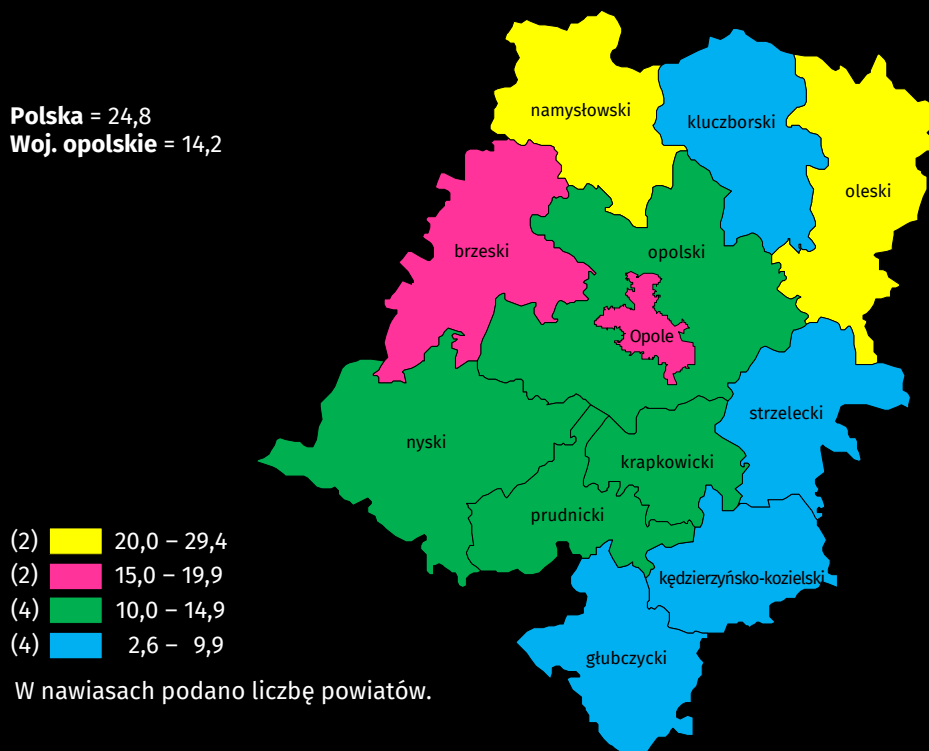 Polska = 24,8
Woj. opolskie = 14,2
namysłowski
kluczborski
oleski
brzeski
opolski
Opole
strzelecki
nyski
krapkowicki
prudnicki
kędzierzyńsko-kozielski
głubczycki
(2) 20,0 – 29,4
(2) 15,0 – 19,9
(4) 10,0 – 14,9
(4) 2,6 – 9,9
W nawiasach podano liczbę powiatów.